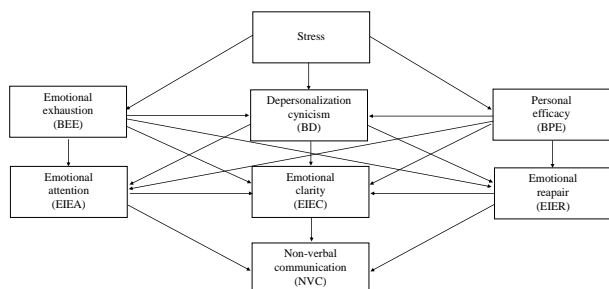 Stress
Emotional
exhaustion
(BEE)
Depersonalization
cynicism
(BD)
Personal
efficacy
(BPE)
Emotional
attention
(EIEA)
Emotional
clarity
(EIEC)
Emotional
reapair
(EIER)
Non-verbal
communication
(NVC)